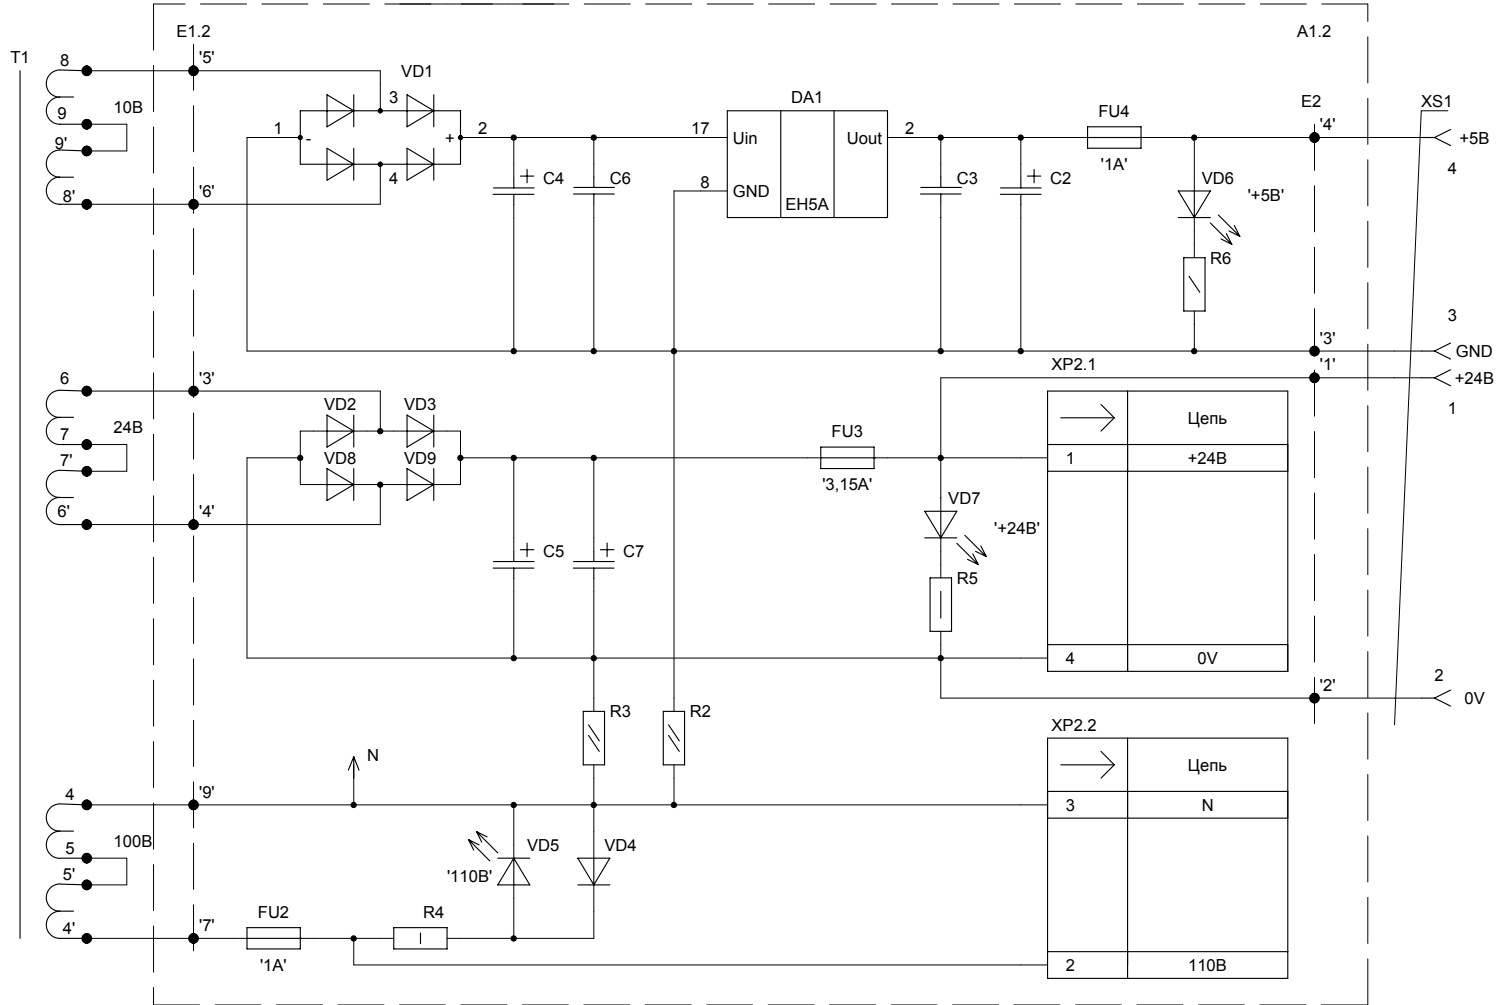 E1.2
A1.2
T1
8
'5'
VD1
10В
9
9'
8'
'6'
1
-
3
4
+
2
C4
+
C6
17
DA1
Uin
Uout
8
GND
EH5A
2
C3
+
C2
FU4
'1А'
VD6
'+5В'
R6
E2
'4'
XS1
+5В
4
3
'3'
GND
'1'
+24В
1
6
'3'
24В
7
7'
6'
'4'
VD2
VD3
VD8
VD9
+
C5
+
C7
FU3
'3,15А'
VD7
'+24В'
R5
XP2.1
Цепь
1
+24В
4
0V
'2'
2
0V
R3
R2
N
XP2.2
Цепь
3
N
2
110В
4
'9'
100В
5
5'
4'
'7'
VD5
'110В'
VD4
FU2
'1А'
R4